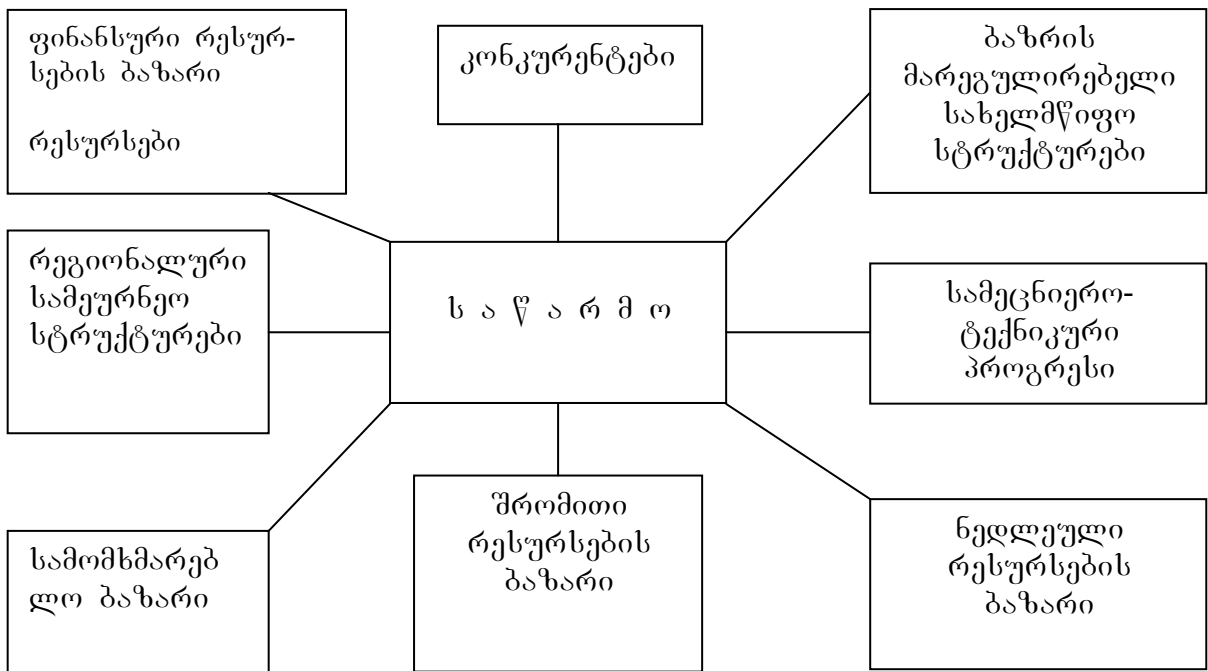 ფინანსური რესურ-
სების ბაზარი
რესურსები
კონკურენტები
ბაზრის
მარეგულირებელი
სახელმწიფო
სტრუქტურები
რეგიონალური
სამეურნეო
სტრუქტურები
ს ა წ ა რ მ ო
სამეცნიერო-
ტექნიკური
პროგრესი
სამომხმარებ
ლო ბაზარი
შრომითი
რესურსების
ბაზარი
ნედლეული
რესურსების
ბაზარი